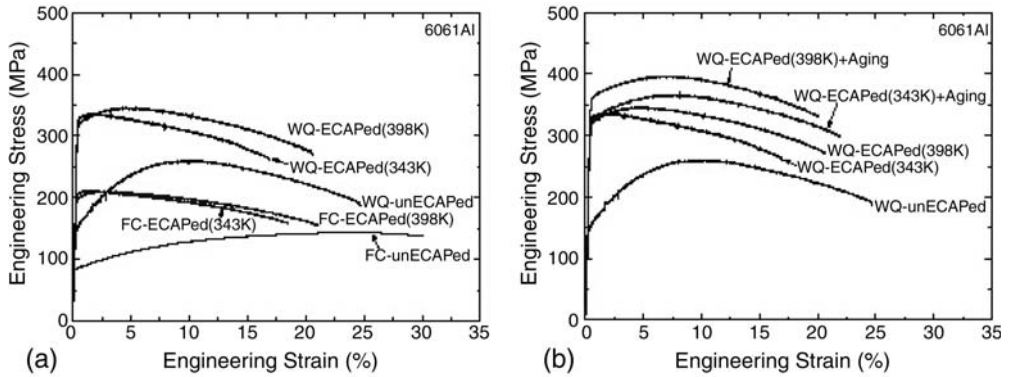 6061Al
500
400
300
200
100
0
Engineering Stress (MPa)
WQ-ECAPed(398K)
WQ-ECAPed(343K)
WQ-unECAPed
FC-ECAPed(398K)
FC-ECAPed(343K)
FC-unECAPed
0 5 10 15 20 25 30 35
Engineering Strain (%)
(a)
6061Al
500
400
300
200
100
0
Engineering Stress (MPa)
WQ-ECAPed(398K)+Aging
WQ-ECAPed(343K)+Aging
WQ-ECAPed(398K)
WQ-ECAPed(343K)
WQ-unECAPed
0 5 10 15 20 25 30 35
Engineering Strain (%)
(b)